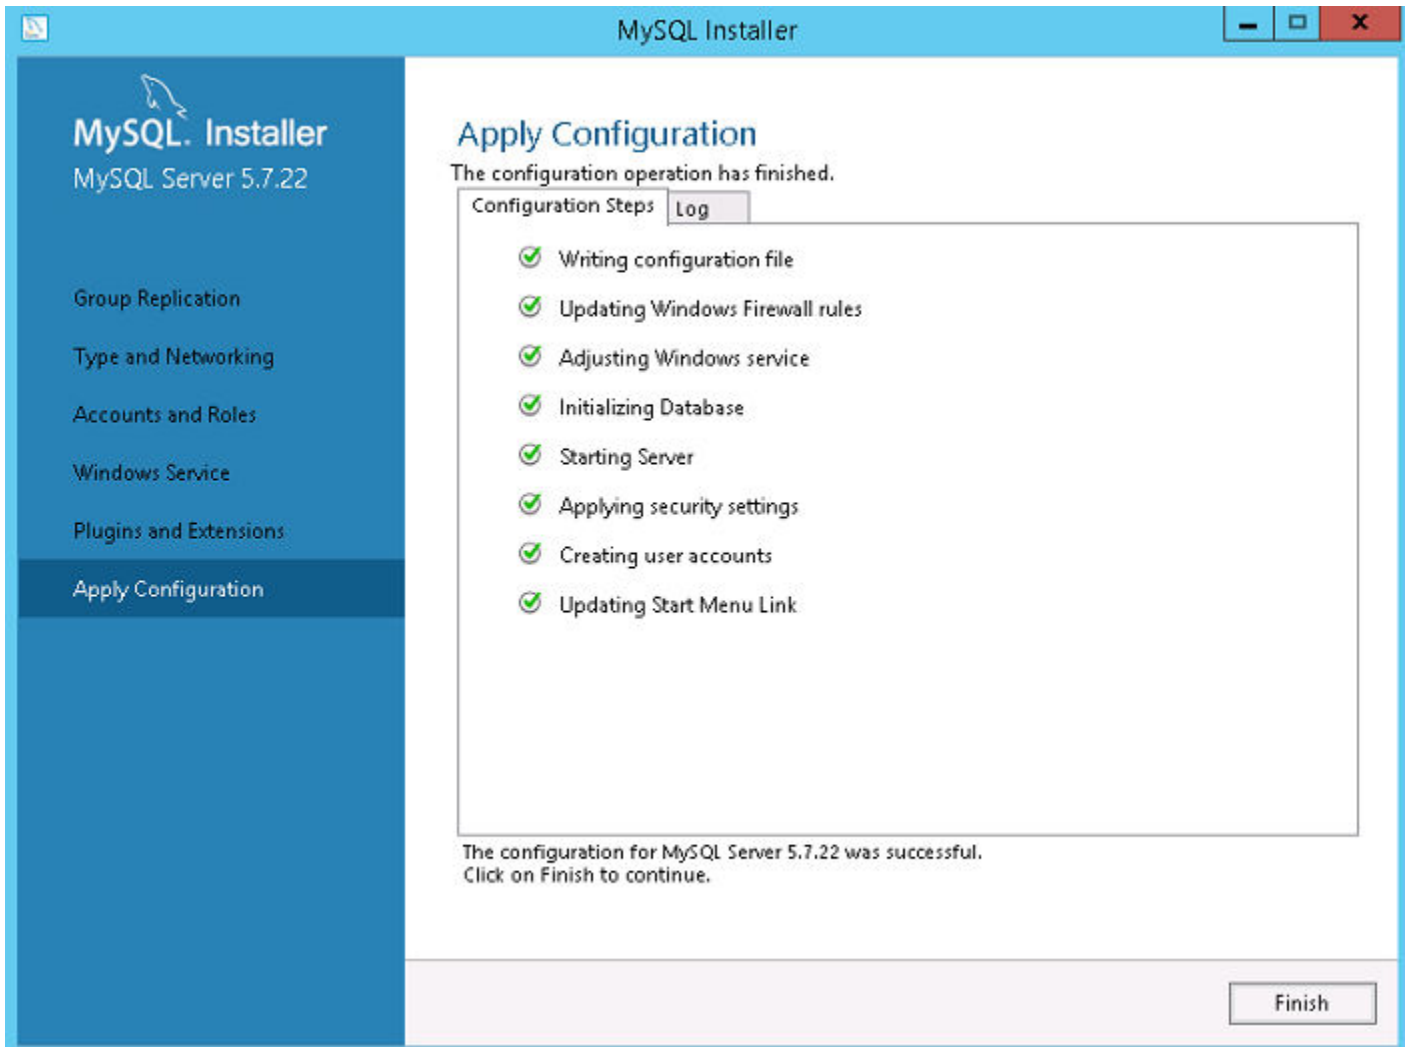 MySQL Installer
MySQL. Installer
MySQL Server 5.7.22
Group Replication
Type and Networking
Accounts and Roles
Windows Service
Plugins and Extensions
Apply Configuration
Apply Configuration
The configuration operation has finished.
Configuration Steps
Log
Writing configuration file
Updating Windows Firewall rules
Adjusting Windows service
Initializing Database
Starting Server
Applying security settings
Creating user accounts
Updating Start Menu Link
The configuration for MySQL Server 5.7.22 was successful.
Click on Finish to continue.
Finish